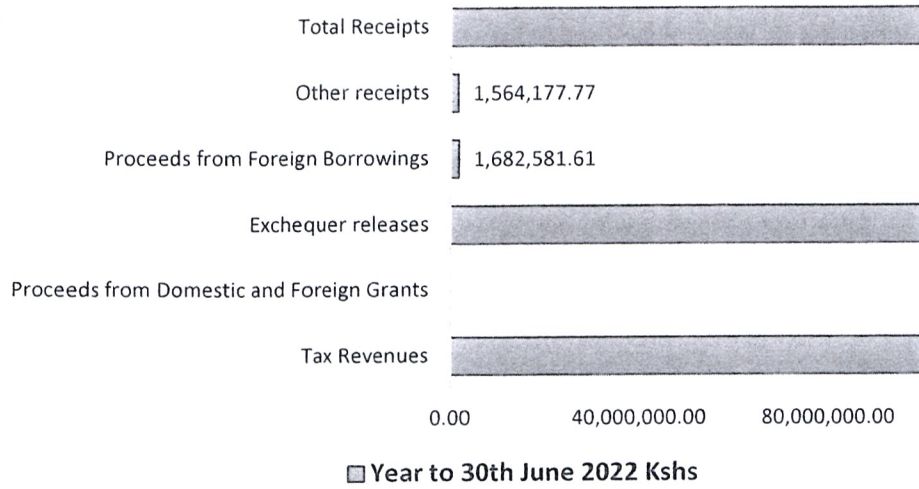 Total Receipts
Other receipts 1,564,177.77
Proceeds from Foreign Borrowings 1,682,581.61
Exchequer releases
Proceeds from Domestic and Foreign Grants
Tax Revenues
0.00 40,000,000.00 80,000,000.00
Year to 30th June 2022 Kshs